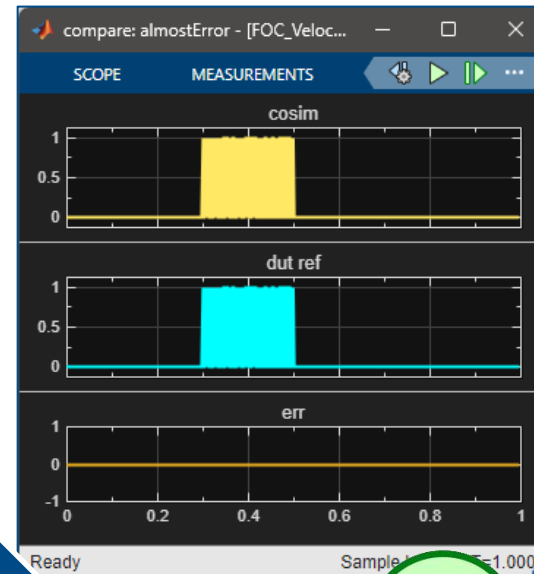 compare: almostError - [FOC_Veloc...
SCOPE MEASUREMENTS
cosim
1
0.5
0
dut ref
1
0.5
0
err
1
0
-1
0 0.2 0.4 0.6 0.8 1
Ready Sample T=1.000